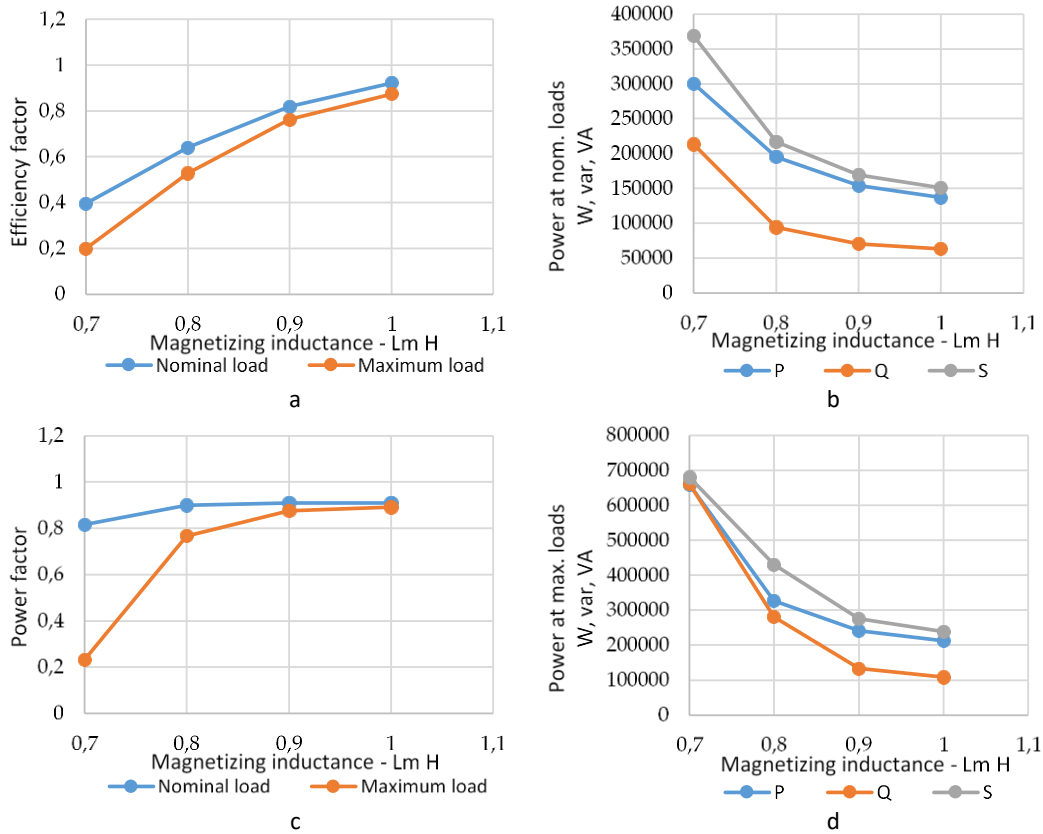 1,2
1
0,8
0,6
0,4
0,2
0
Efficiency factor
0,7 0,8 0,9 1 1,1
Magnetizing inductance - Lm H
Nominal load Maximum load
a
400000
350000
300000
250000
200000
150000
100000
50000
0
Power at nom. loads
W, var, VA
0,7 0,8 0,9 1 1,1
Magnetizing inductance - Lm H
P Q S
b
1,2
1
0,8
0,6
0,4
0,2
0
Power factor
0,7 0,8 0,9 1 1,1
Magnetizing inductance - Lm H
Nominal load Maximum load
c
800000
700000
600000
500000
400000
300000
200000
100000
0
Power at max. loads
W, var, VA
0,7 0,8 0,9 1 1,1
Magnetizing inductance - Lm H
P Q S
d